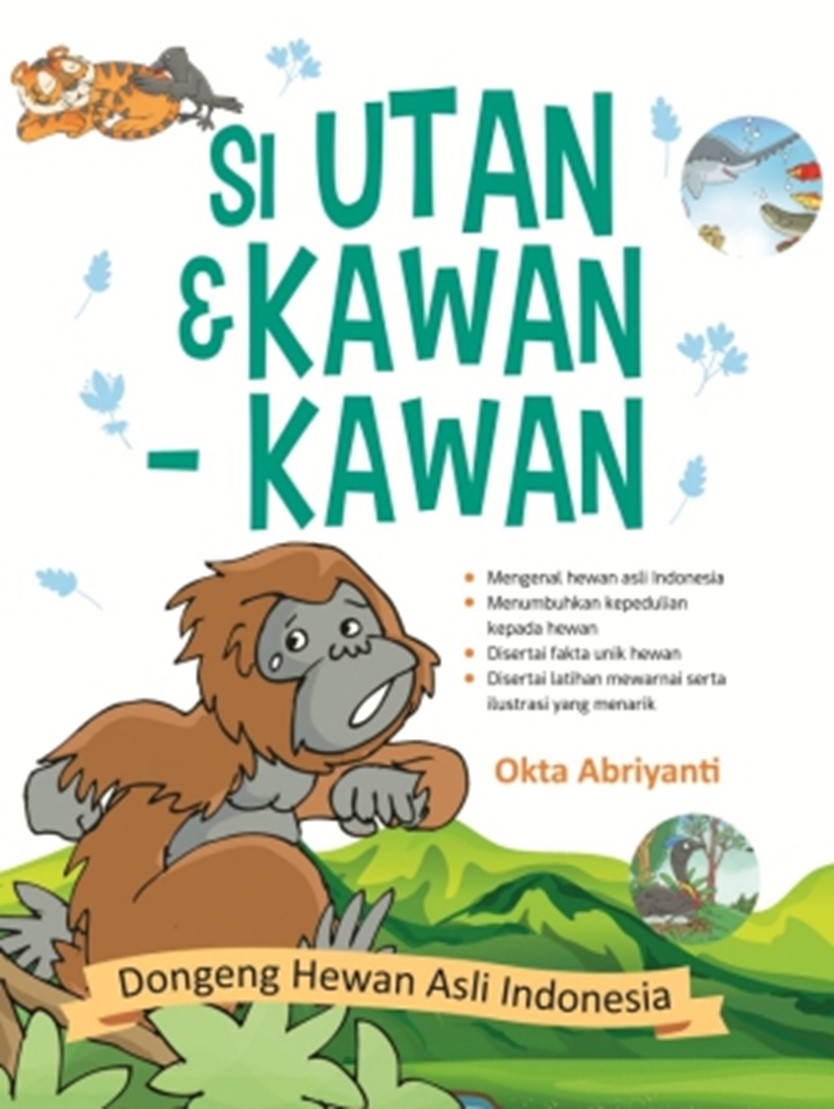 SI UTAN
& KAWAN
- KAWAN
• Mengenal hewan asli Indonesia
• Menumbuhkan kepedulian
kepada hewan
• Disertai fakta unik hewan
• Disertai latihan mewarnai serta
ilustrasi yang menarik
Okta Abriyanti
Dongeng Hewan Asli Indonesia